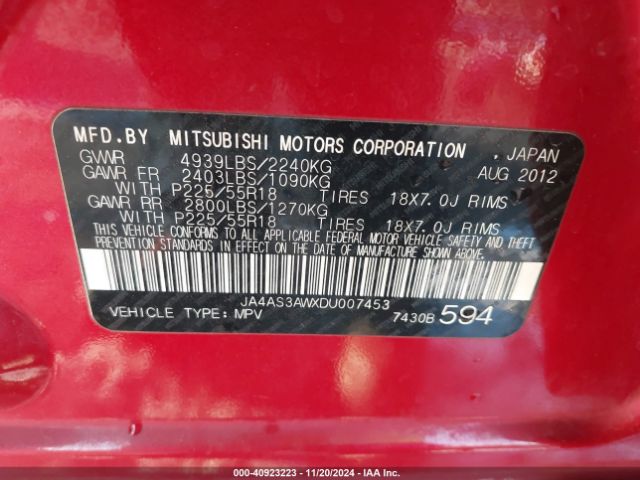 MFD.BY MITSUBISHI MOTORS CORPORATION , JAPAN
GVWR 4939LBS/2240KG AUG 2012
GAWR FR 2403LBS/1090KG
WITH P225/55R18 TIRES 18X7.0J RIMS
GAWR RR 2800LBS/1270KG
WITH P225/55R18 TIRES 18X7.0J RIMS
THIS VEHICLE CONFORMS TO ALL APPLICABLE FEDERAL MOTOR VEHICLE SAFETY AND THEFT
PREVENTION STANDARDS IN EFFECT ON THE DATE OF MANUFACTURE SHOWN ABOVE.
JA4AS3AWXDU007453
VEHICLE TYPE:MPV 7430B 594
000-40923223 - 11/20/2024 - IAA Inc.